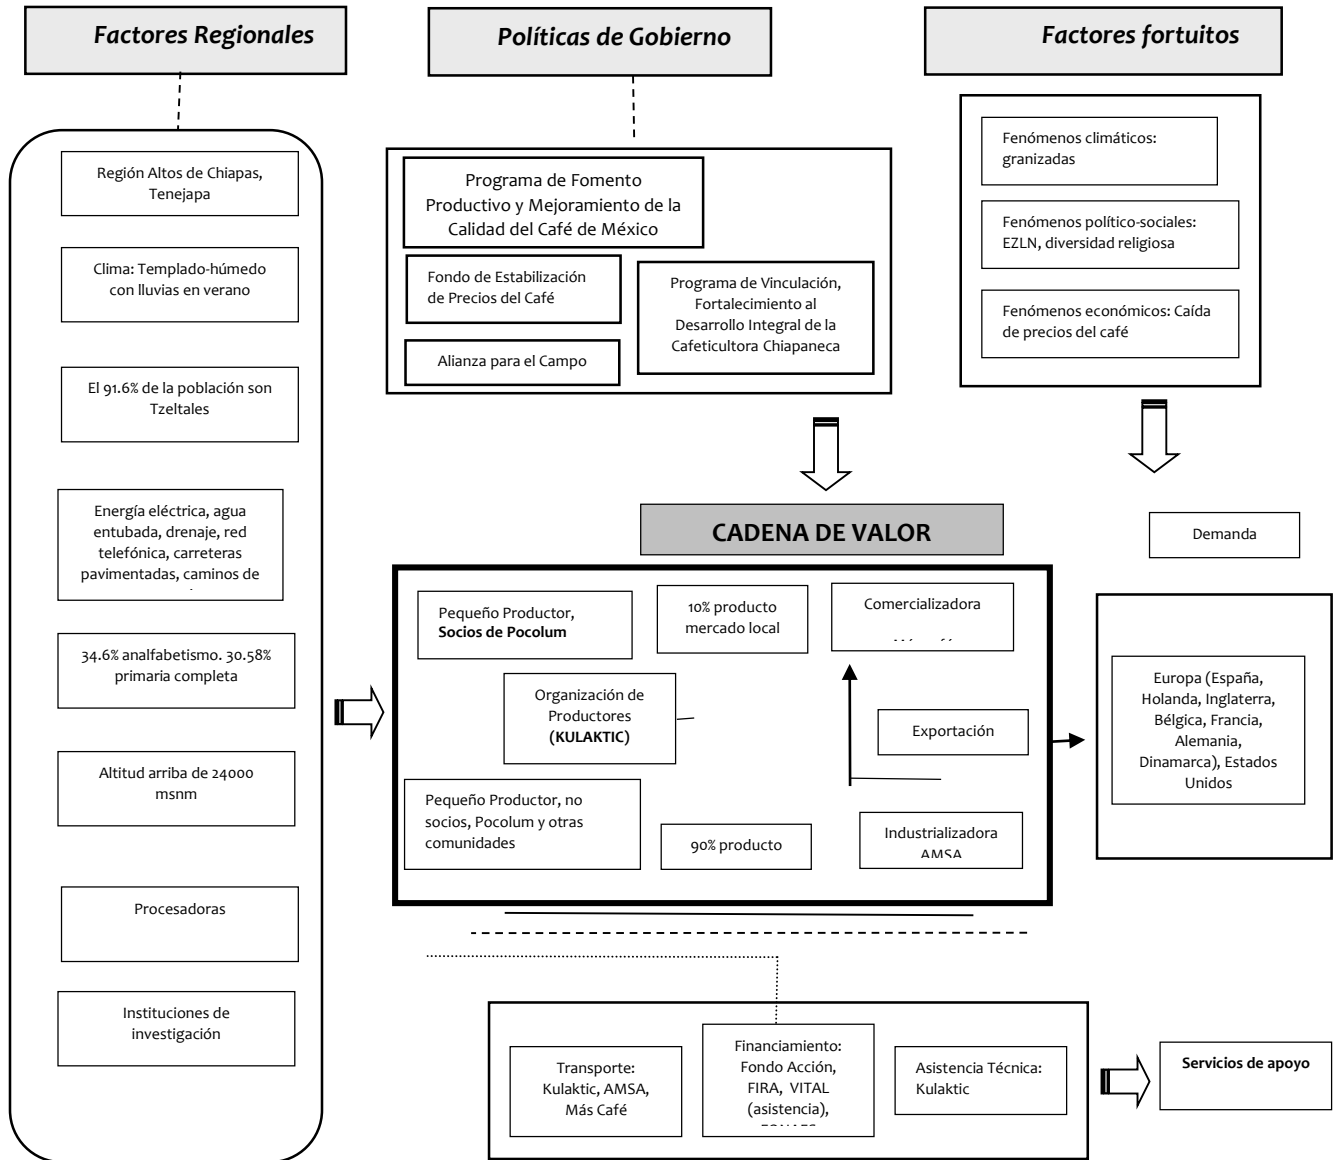 Factores Regionales
Políticas de Gobierno
Factores fortuitos
Región Altos de Chiapas,
Tenejapa
Clima: Templado-húmedo
con lluvias en verano
El 91.6% de la población son
Tzeltales
Energía eléctrica, agua
entubada, drenaje, red
telefónica, carreteras
pavimentadas, caminos de
34.6% analfabetismo. 30.58%
primaria completa
Altitud arriba de 24000
msnm
Procesadoras
Instituciones de
investigación
Programa de Fomento
Productivo y Mejoramiento de la
Calidad del Café de México
Fondo de Estabilización
de Precios del Café
Alianza para el Campo
Programa de Vinculación,
Fortalecimiento al
Desarrollo Integral de la
Cafeticultora Chiapaneca
Fenómenos climáticos:
granizadas
Fenómenos político-sociales:
EZLN, diversidad religiosa
Fenómenos económicos: Caída
de precios del café
CADENA DE VALOR
Pequeño Productor,
Socios de Pocolum
10% producto
mercado local
Comercializadora
Organización de
Productores
(KULAKTIC)
Exportación
Pequeño Productor, no
socios, Pocolum y otras
comunidades
90% producto
Industrializadora
AMSA
Demanda
Europa (España,
Holanda, Inglaterra,
Bélgica, Francia,
Alemania,
Dinamarca), Estados
Unidos
Transporte:
Kulaktic, AMSA,
Más Café
Financiamiento:
Fondo Acción,
FIRA, VITAL
(asistencia),
Asistencia Técnica:
Kulaktic
Servicios de apoyo